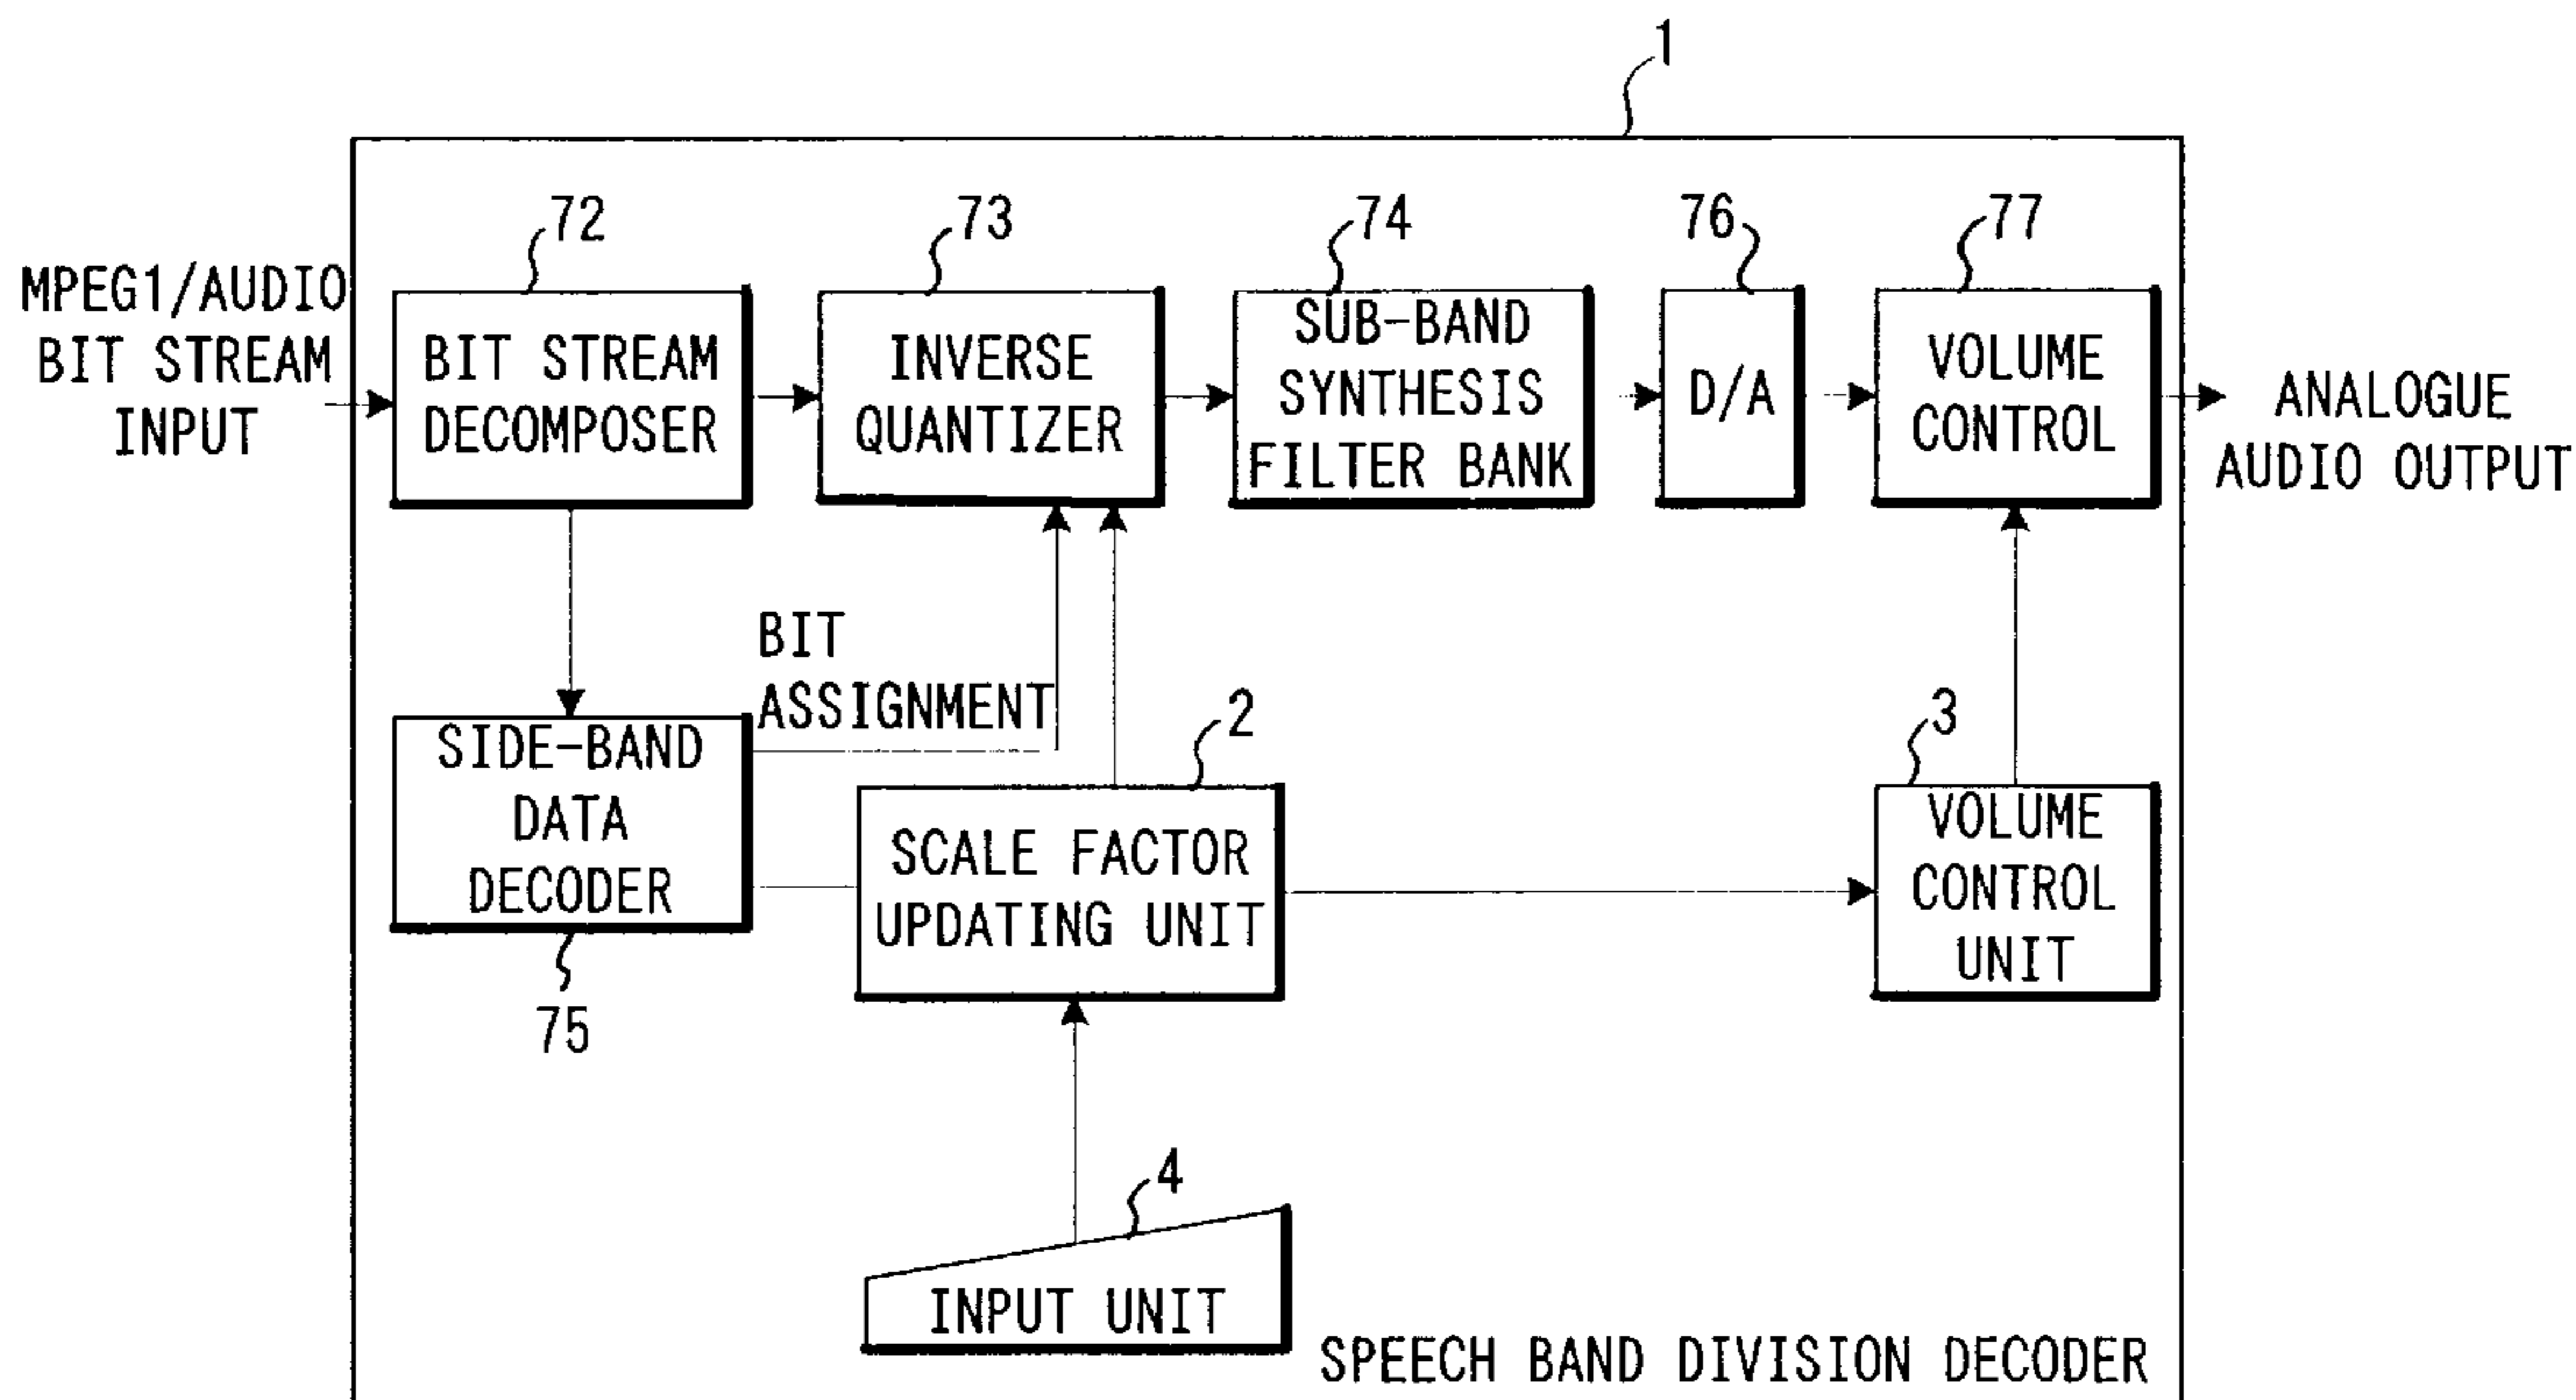 1
72
73
74
76
77
MPEG1/AUDIO
BIT STREAM
INPUT
BIT STREAM
DECOMPOSER
INVERSE
QUANTIZER
SUB-BAND
SYNTHESIS
FILTER BANK
D/A
VOLUME
CONTROL
ANALOGUE
AUDIO OUTPUT
BIT
ASSIGNMENT
2
3
SIDE-BAND
DATA
DECODER
75
SCALE FACTOR
UPDATING UNIT
VOLUME
CONTROL
UNIT
4
INPUT UNIT
SPEECH BAND DIVISION DECODER